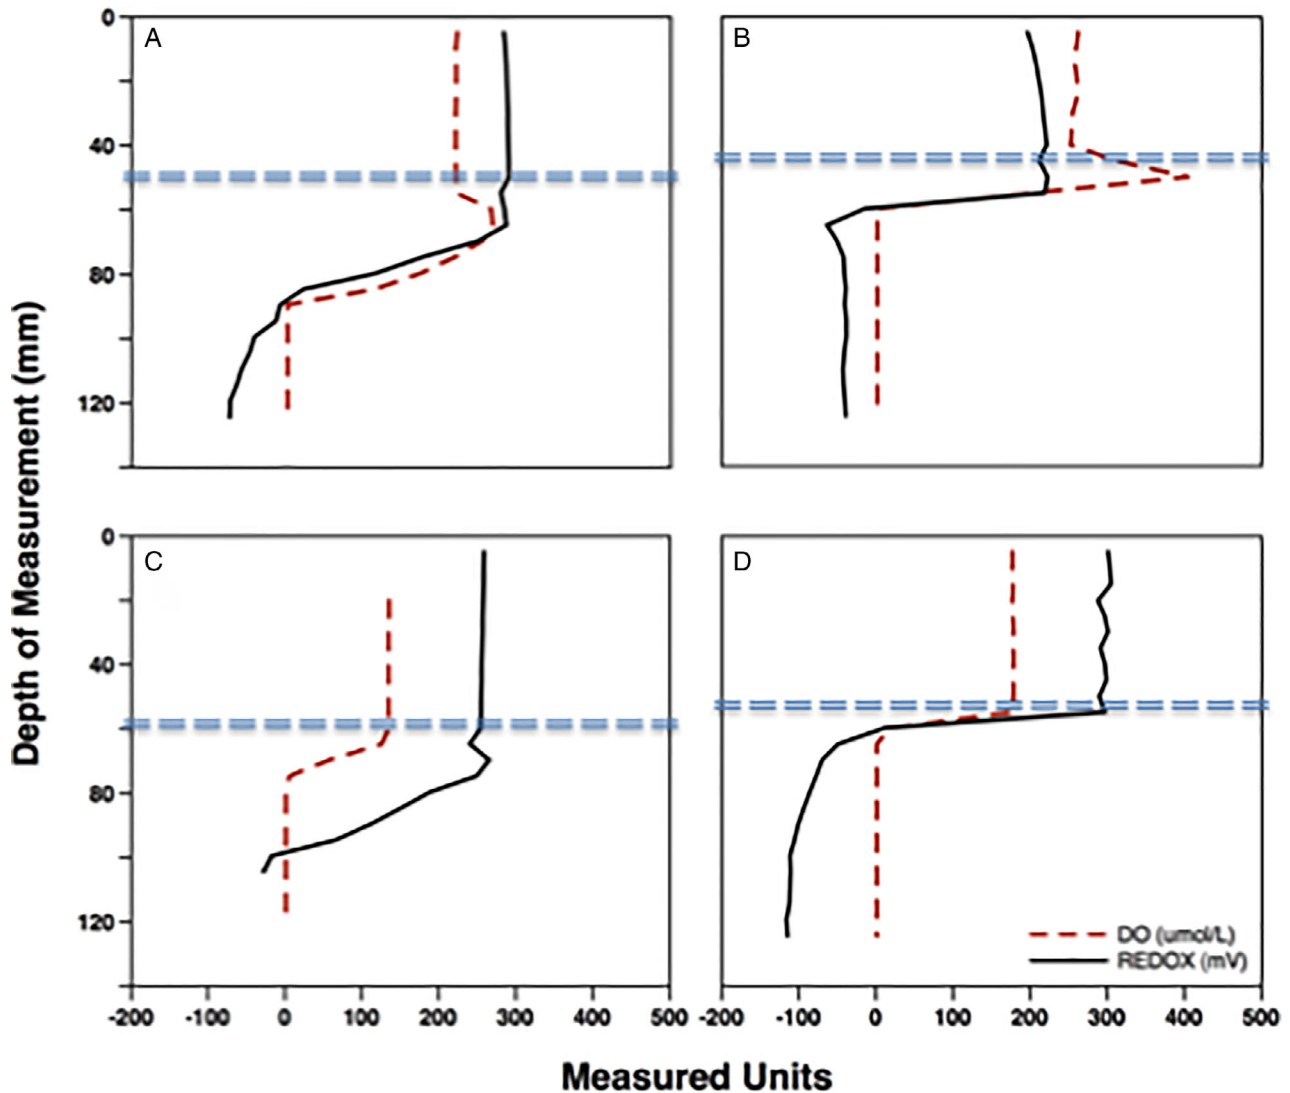 A
B
0
40
80
120
C
D
0
40
80
120
Depth of Measurement (mm)
DO (umol/L)
REDOX (mV)
-200 -100 0 100 200 300 400 500 -200 -100 0 100 200 300 400 500
Measured Units